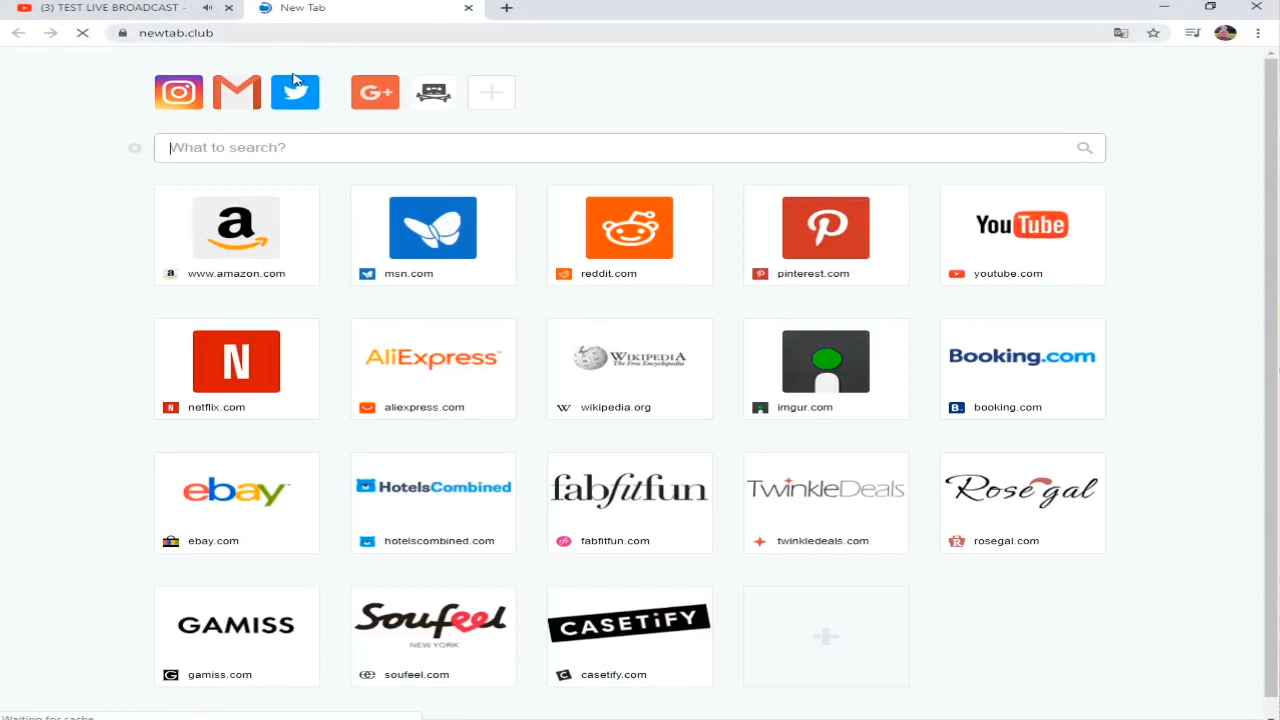 (3) TEST LIVE BROADCAST -
New Tab
newtab.club
G+
What to search?
a
YouTube
www.amazon.com
msn.com
reddit.com
pinterest.com
youtube.com
N
AliExpress
WIKIPEDIA
The Free Encyclopedia
Booking.com
netflix.com
aliexpress.com
wikipedia.org
imgur.com
booking.com
ebay
HotelsCombined
fabfitfun
TwinkleDeals
Rosegal
ebay.com
hotelscombined.com
fabfitfun.com
twinkledeals.com
rosegal.com
GAMISS
Soufeel
NEW YORK
CASETiFY
gamiss.com
soufeel.com
casetify.com
Waiting for cache